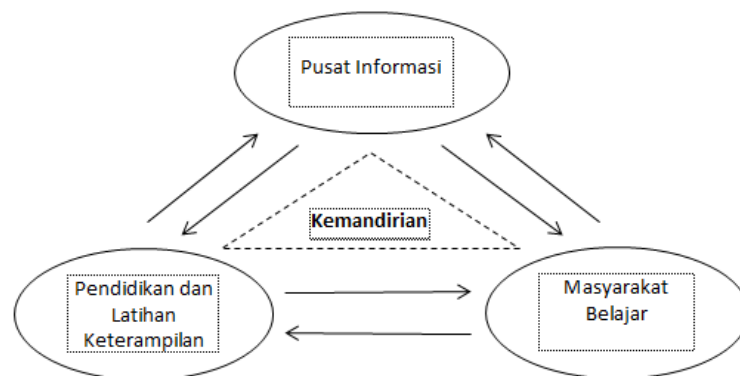 Pusat Informasi
Kemandirian
Pendidikan dan
Latihan
Keterampilan
Masyarakat
Belajar